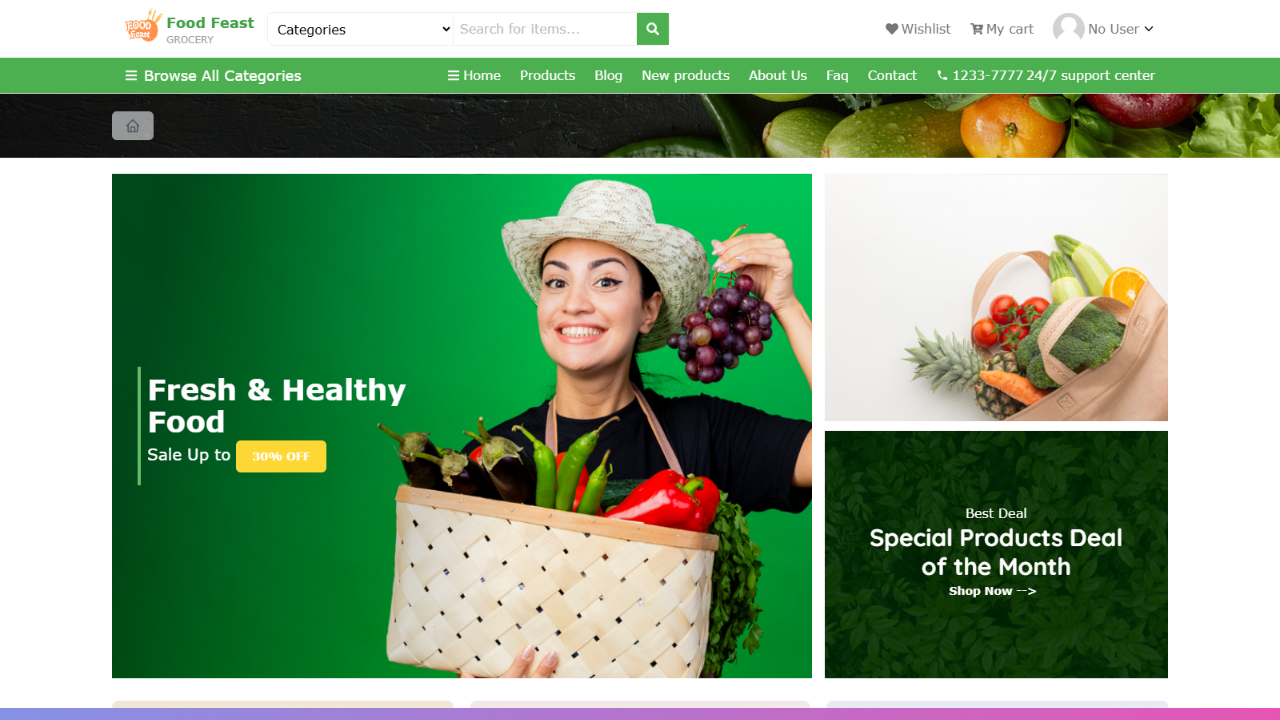 FOOD
Feast
Food Feast
GROCERY
Categories
Search for items...
Wishlist
My cart
No User
Browse All Categories
Home
Products
Blog
New products
About Us
Faq
Contact
1233-7777 24/7 support center
Fresh & Healthy
Food
Sale Up to 30% OFF
Best Deal
Special Products Deal
of the Month
Shop Now -->